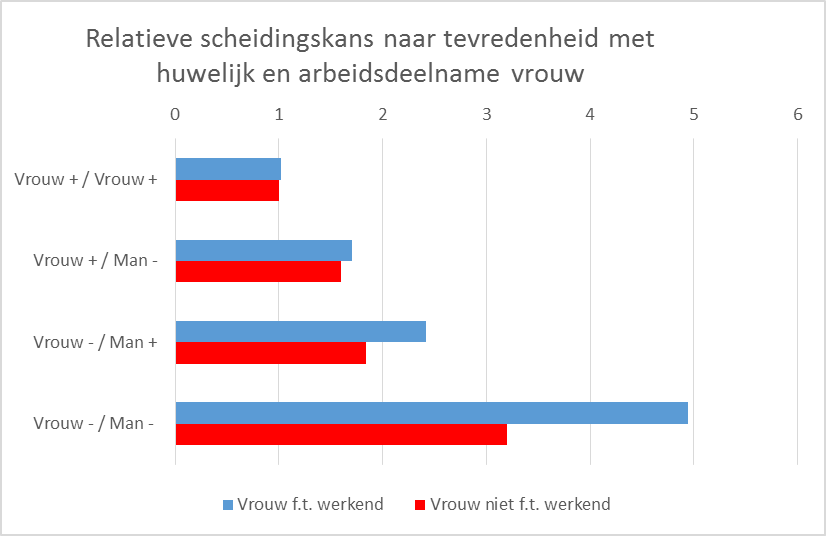 Relatieve scheidingskans naar tevredenheid met
huwelijk en arbeidsdeelname vrouw
0 1 2 3 4 5 6
Vrouw + / Vrouw +
Vrouw + / Man -
Vrouw - / Man +
Vrouw - / Man -
Vrouw f.t. werkend Vrouw niet f.t. werkend